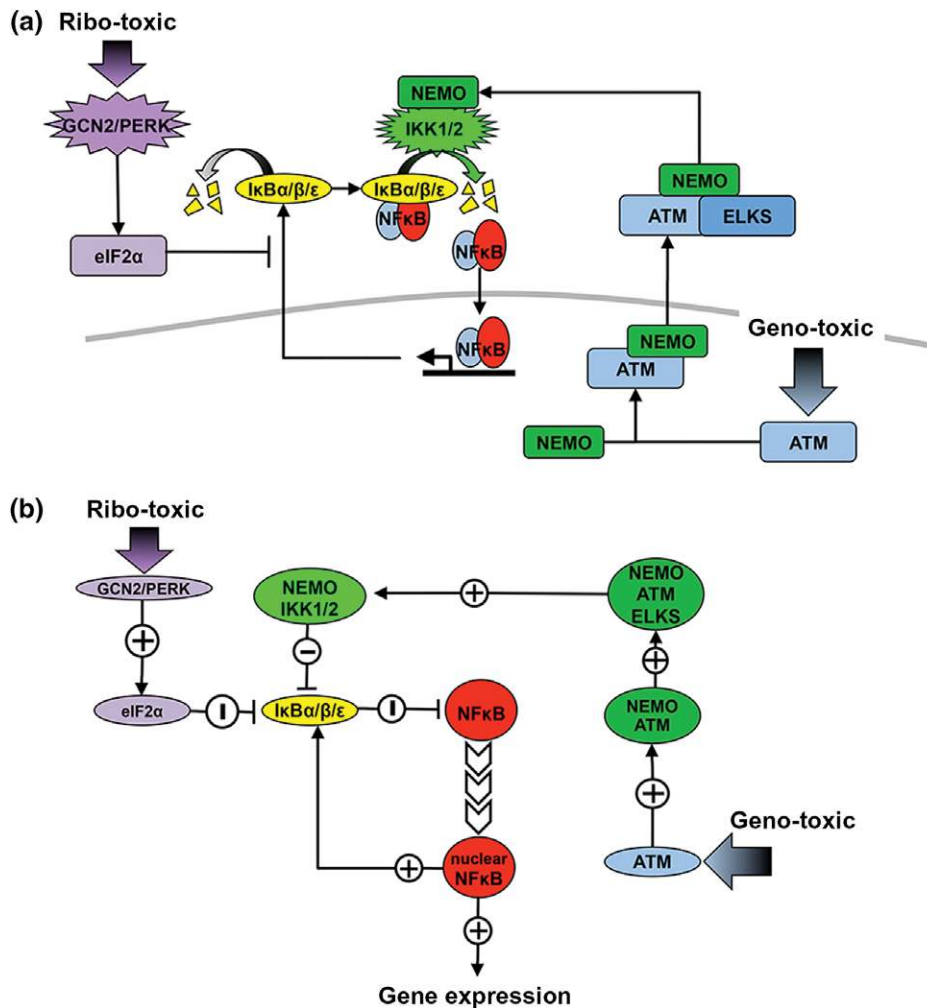 (a)
Ribo-toxic
GCN2/PERK
eIF2α
IκBα/β/ε
IκBα/β/ε
NFκB
NEMO
IKK1/2
NFκB
NFκB
NEMO
ATM
ELKS
NEMO
ATM
Geno-toxic
NEMO
ATM
(b)
Ribo-toxic
GCN2/PERK
eIF2α
NEMO
IKK1/2
IκBα/β/ε
NFκB
nuclear
NFκB
Gene expression
NEMO
ATM
ELKS
NEMO
ATM
Geno-toxic
ATM